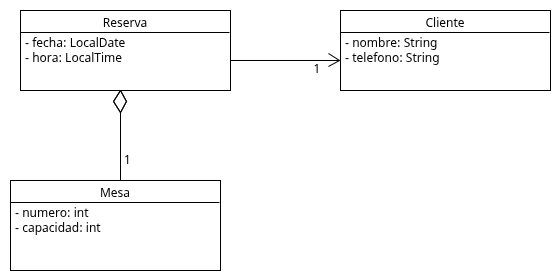 Reserva
- fecha: LocalDate
- hora: LocalTime
Cliente
- nombre: String
- telefono: String
1
1
Mesa
- numero: int
- capacidad: int